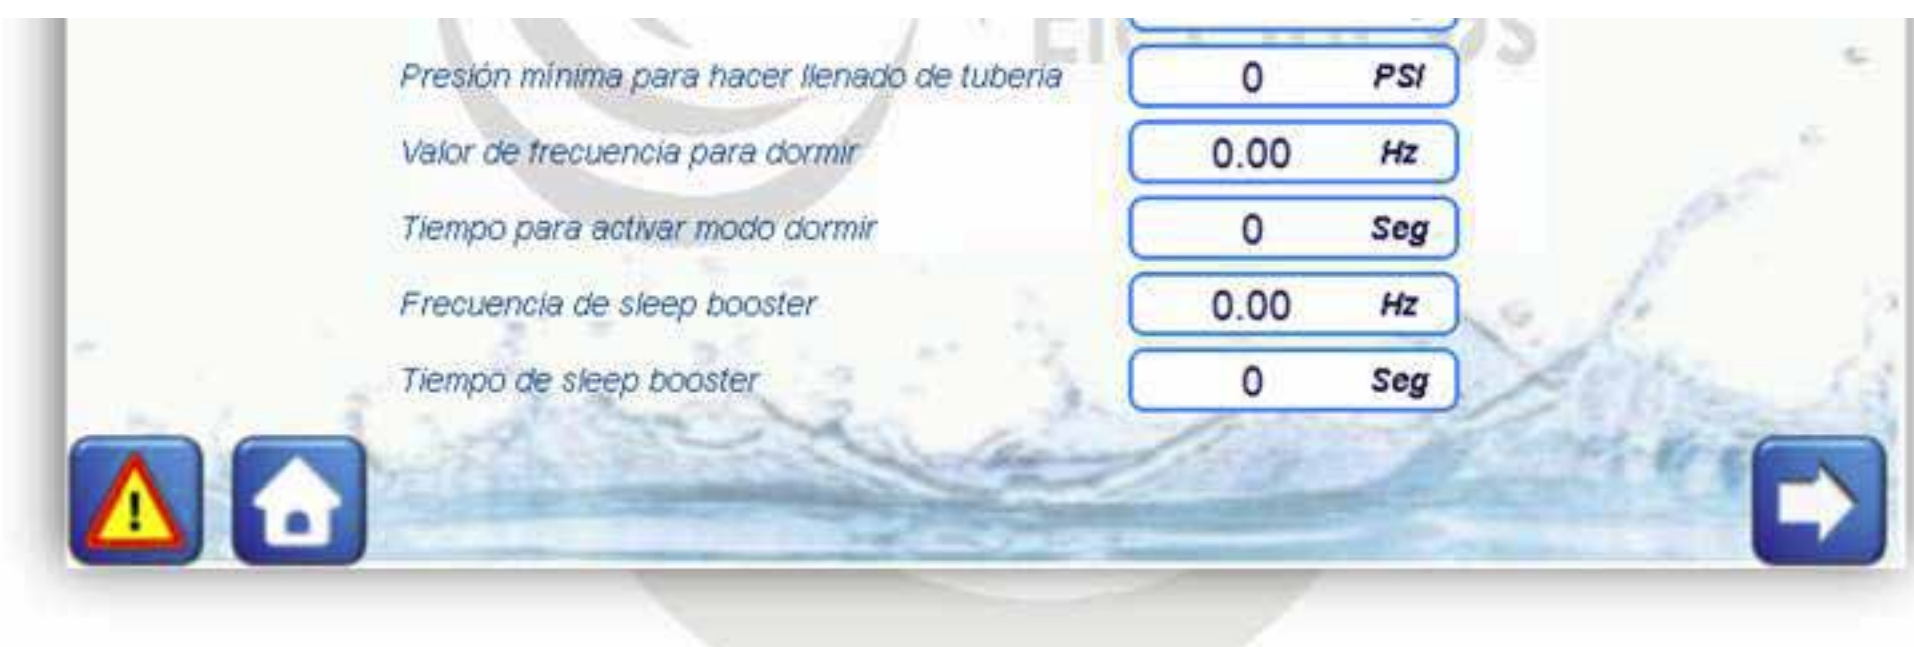 Presión mínima para hacer llenado de tuberia 0 PSI
Valor de frecuencia para dormir 0.00 Hz
Tiempo para activar modo dormir 0 Seg
Frecuencia de sleep booster 0.00 Hz
Tiempo de sleep booster 0 Seg
!